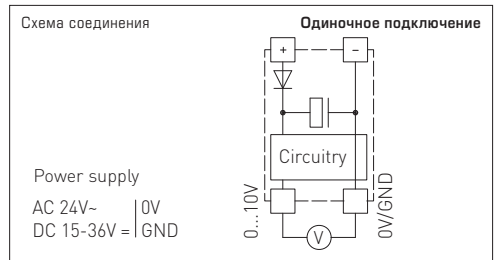 Схема соединения
Одиночное подключение
+ −
Circuitry
Power supply
AC 24V~ | 0V
DC 15-36V = | GND
0...10V
0V/GND
V